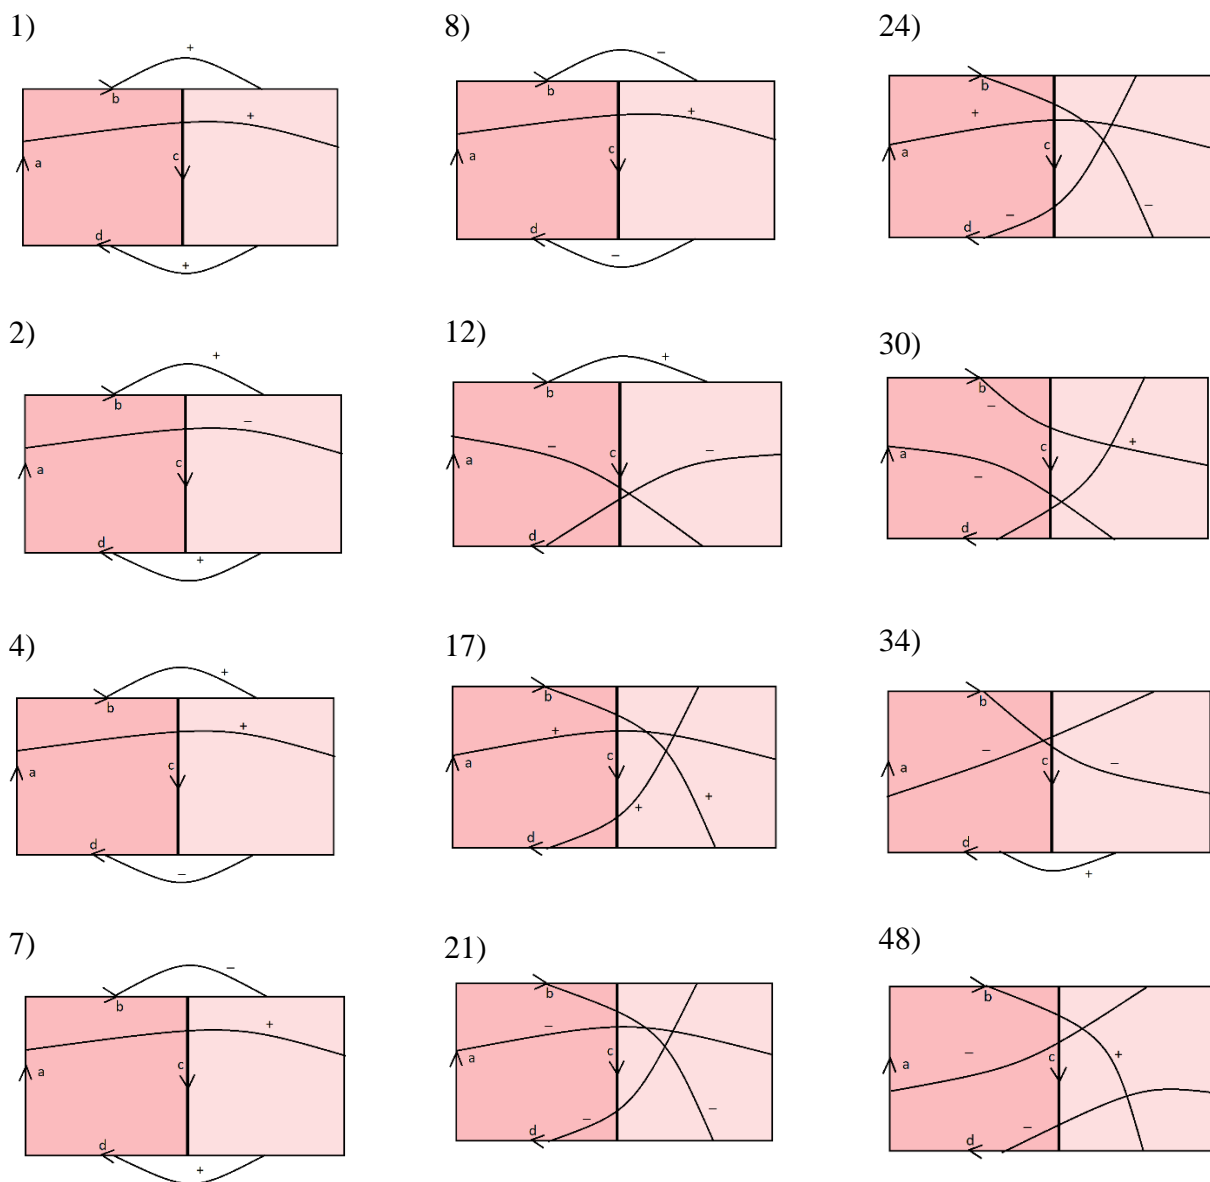 1)
+
b
+
c
a
d
+
2)
+
b
−
c
a
d
+
4)
+
b
+
c
a
d
−
7)
−
b
+
c
a
d
+
8)
−
b
+
c
a
d
−
12)
+
b
−
−
c
a
d
17)
b
+
c
a
+
+
d
21)
b
−
c
a
−
−
d
24)
b
+
c
a
−
−
d
30)
b
−
+
c
a
−
d
34)
b
−
−
c
a
d
+
48)
b
−
+
c
a
−
d